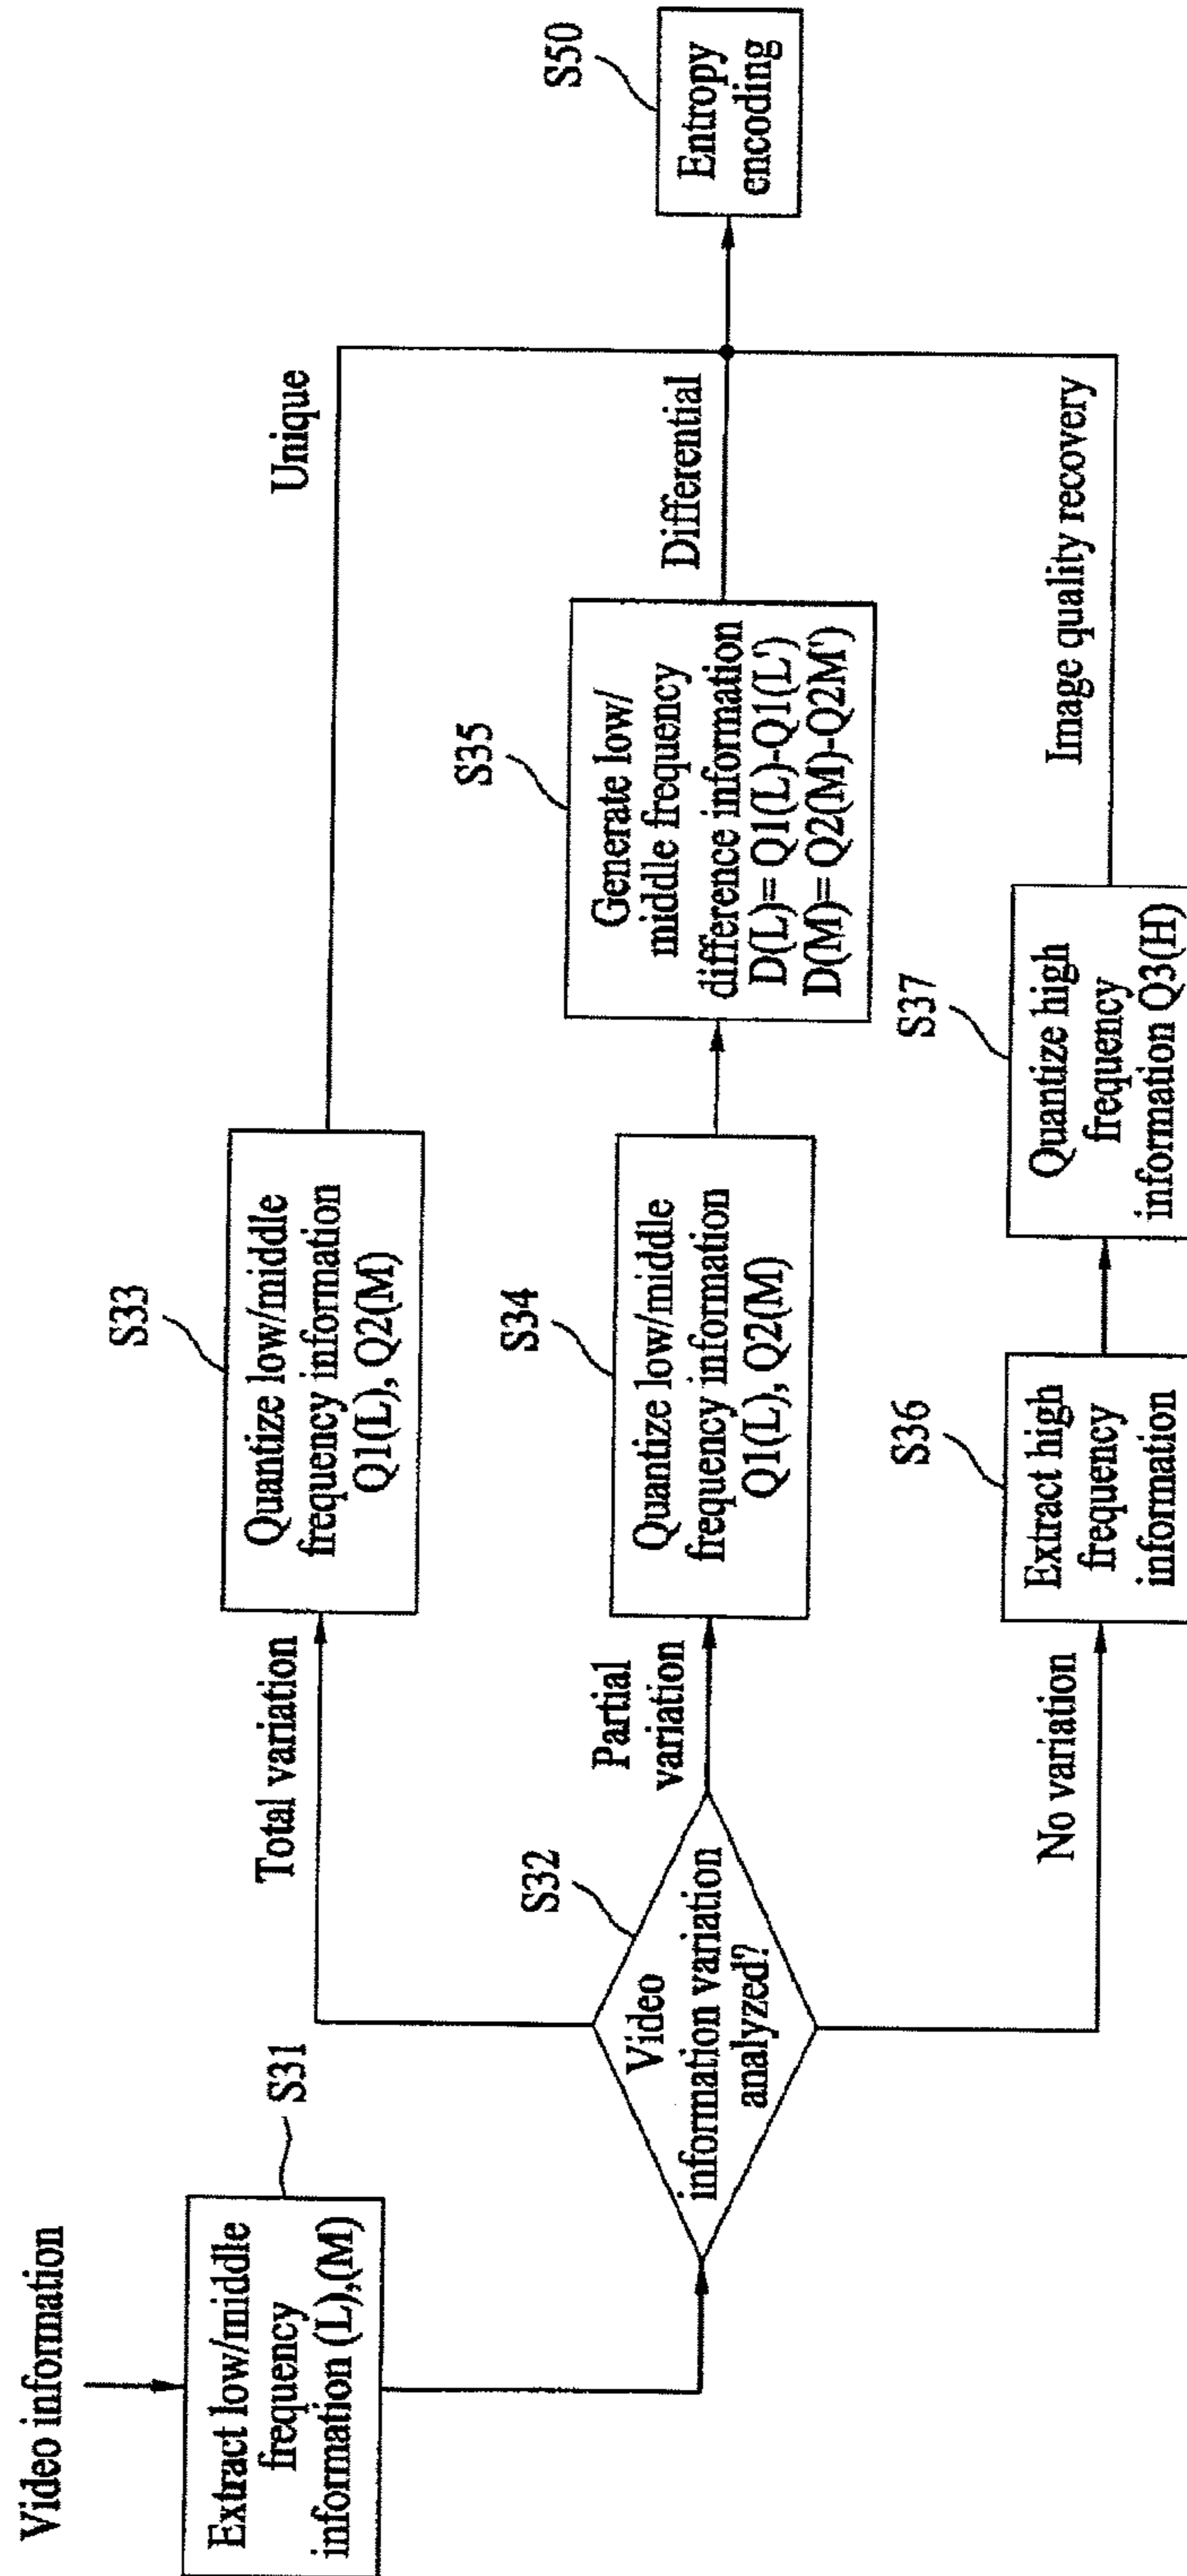 Video information
S31
Extract low/middle
frequency
information (L),(M)
S32
Video
information variation
analyzed?
Total variation
S33
Quantize low/middle
frequency information
Q1(L), Q2(M)
Unique
Partial
variation
S34
Quantize low/middle
frequency information
Q1(L), Q2(M)
S35
Generate low/
middle frequency
difference information
D(L)= Q1(L)-Q1(L')
D(M)= Q2(M)-Q2M')
Differential
No variation
S36
Extract high
frequency
information
S37
Quantize high
frequency
information Q3(H)
Image quality recovery
S50
Entropy
encoding